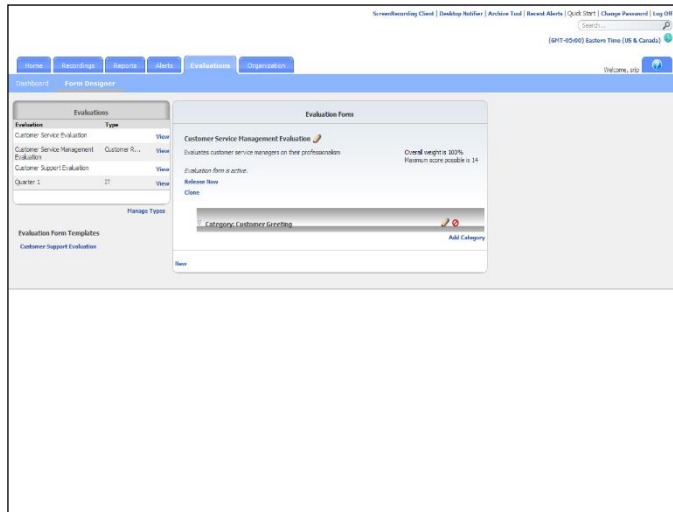 ScreenRecording Client | Desktop Notifier | Archive Tool | Recent Alerts | Quick Start | Change Password | Log Off
Search...
(GMT-05:00) Eastern Time (US & Canada)
Home Recordings Reports Alerts Evaluations Organization
Welcome, snip
Dashboard Form Designer
Evaluations
Evaluation Type
Customer Service Evaluation View
Customer Service Management Evaluation Customer R... View
Customer Support Evaluation View
Quarter 1 IT View
Manage Types
Evaluation Form Templates
Customer Support Evaluation
Evaluation Form
Customer Service Management Evaluation
Evaluates customer service managers on their professionalism
Overall weight is 100%
Maximum score possible is 14
Evaluation form is active.
Release Now
Clone
Category: Customer Greeting
Add Category
New